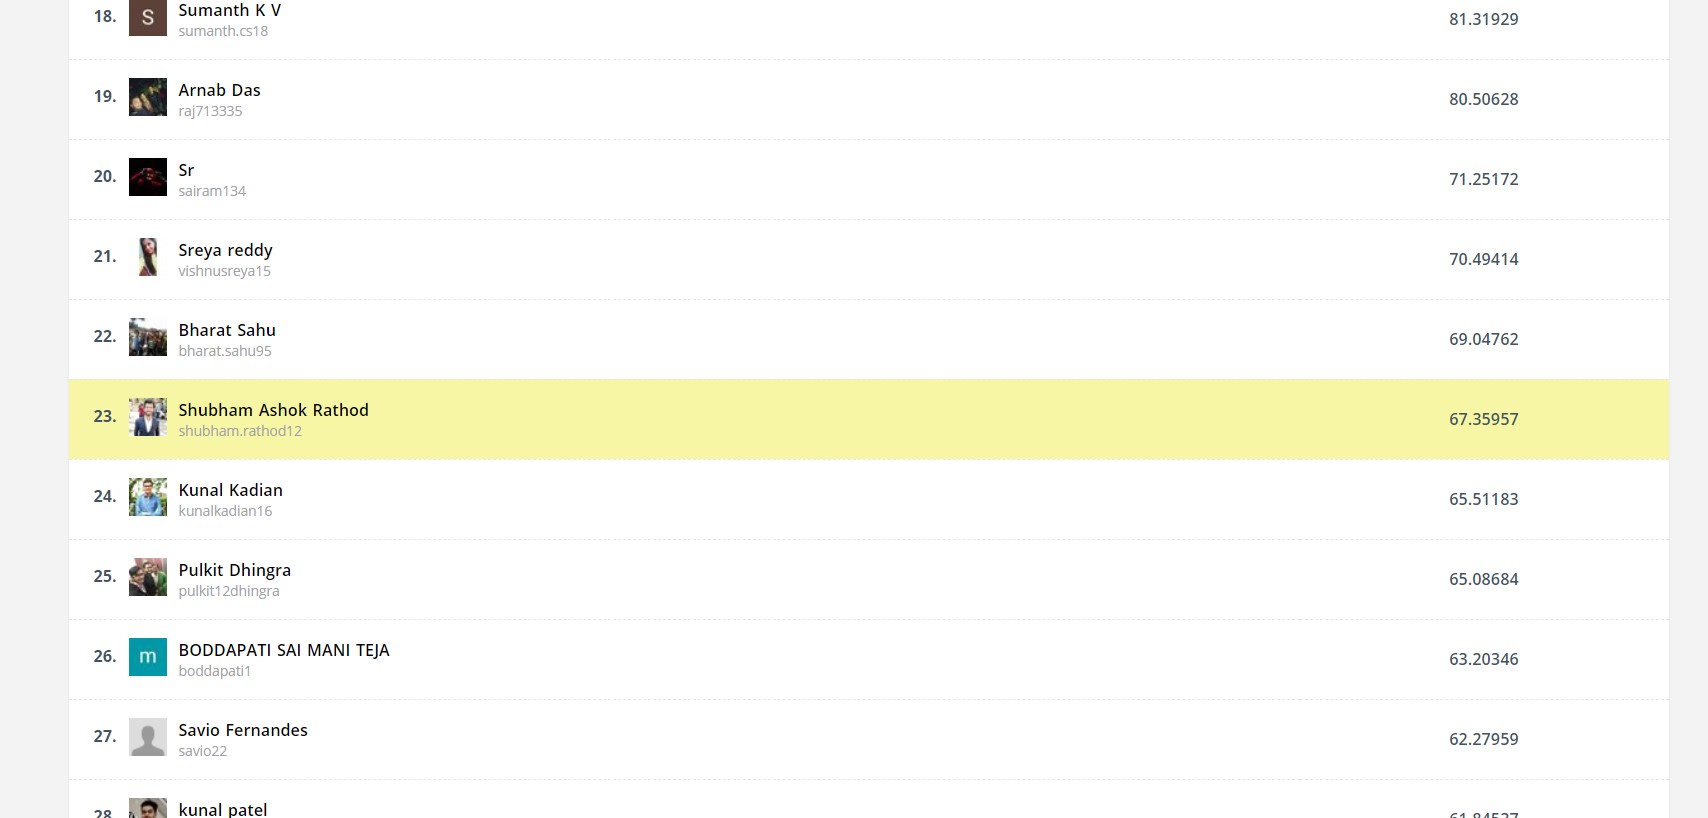 18. S Sumanth K V 81.31929
sumanth.cs18
19. Arnab Das 80.50628
raj713335
20. Sr 71.25172
sairam134
21. Sreya reddy 70.49414
vishnusreya15
22. Bharat Sahu 69.04762
bharat.sahu95
23. Shubham Ashok Rathod 67.35957
shubham.rathod12
24. Kunal Kadian 65.51183
kunalkadian16
25. Pulkit Dhingra 65.08684
pulkit12dhingra
26. m BODDAPATI SAI MANI TEJA 63.20346
boddapati1
27. Savio Fernandes 62.27959
savio22
28. kunal patel 61.84537